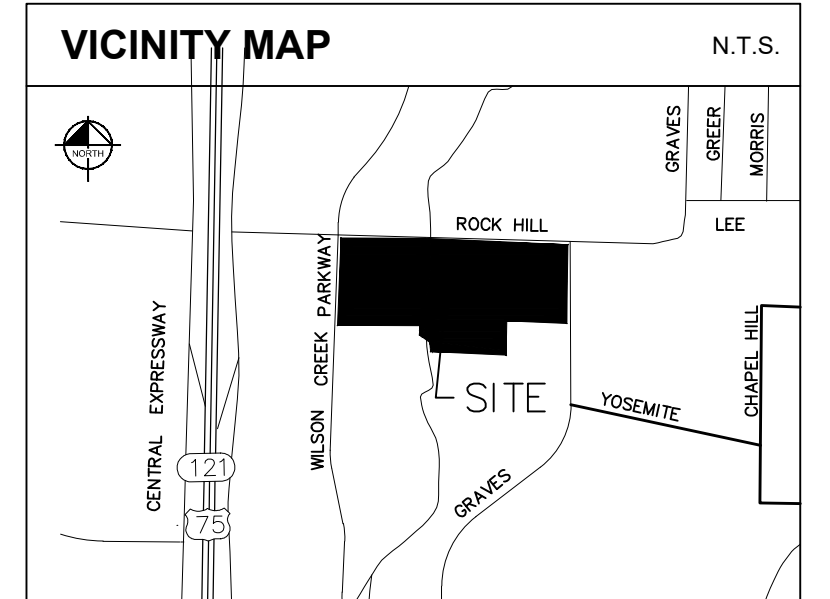 VICINITY MAP
N.T.S.
NORTH
GRAVES
GREER
MORRIS
ROCK HILL
LEE
WILSON CREEK PARKWAY
CENTRAL EXPRESSWAY
CHAPEL HILL
SITE
YOSEMITE
121
GRAVES
75